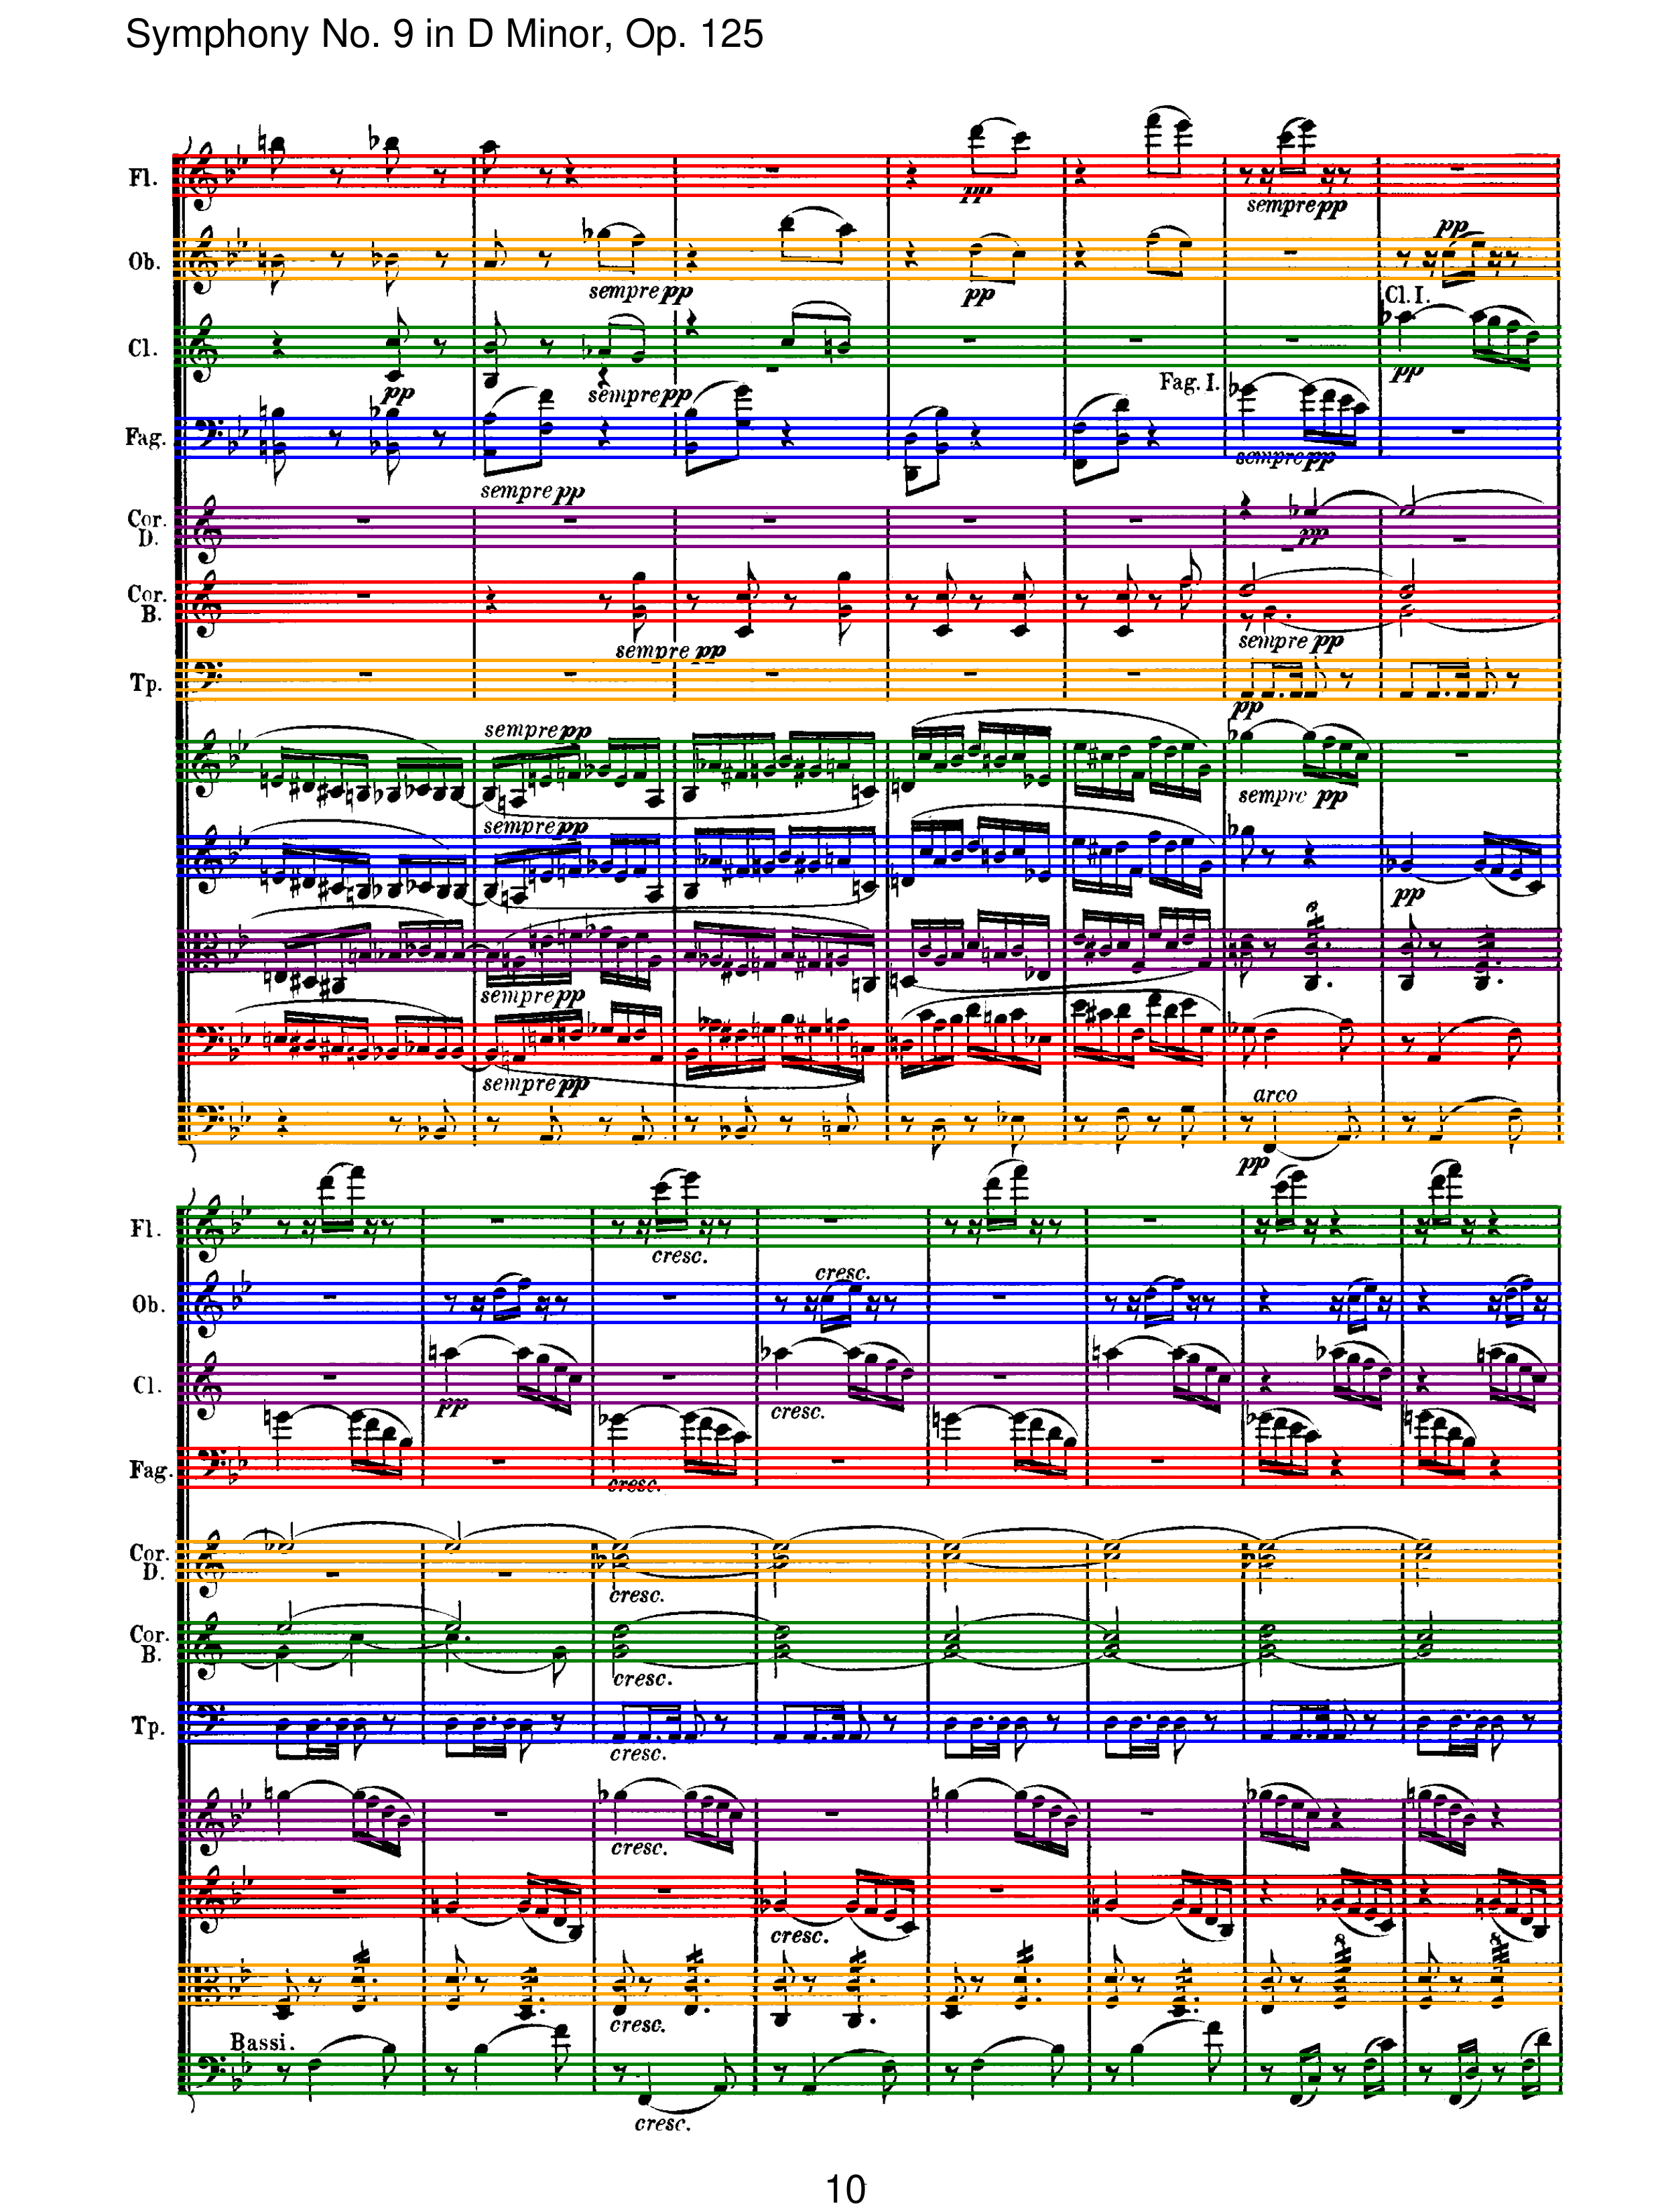 Symphony No. 9 in D Minor, Op. 125
Fl.
sempre pp
pp
Ob.
sempre pp
pp
pp
Cl. I.
Cl.
pp
sempre pp
pp
Fag. I.
Fag.
sempre pp
sempre pp
Cor. D.
pp
Cor. B.
sempre pp
sempre pp
Tp.
pp
sempre pp
sempre pp
sempre pp
pp
sempre pp
6
sempre pp
arco
pp
Fl.
cresc.
Ob.
cresc.
Cl.
pp
cresc.
Fag.
cresc.
Cor. D.
cresc.
Cor. B.
cresc.
Tp.
cresc.
cresc.
cresc.
8
8
cresc.
Bassi.
cresc.
10